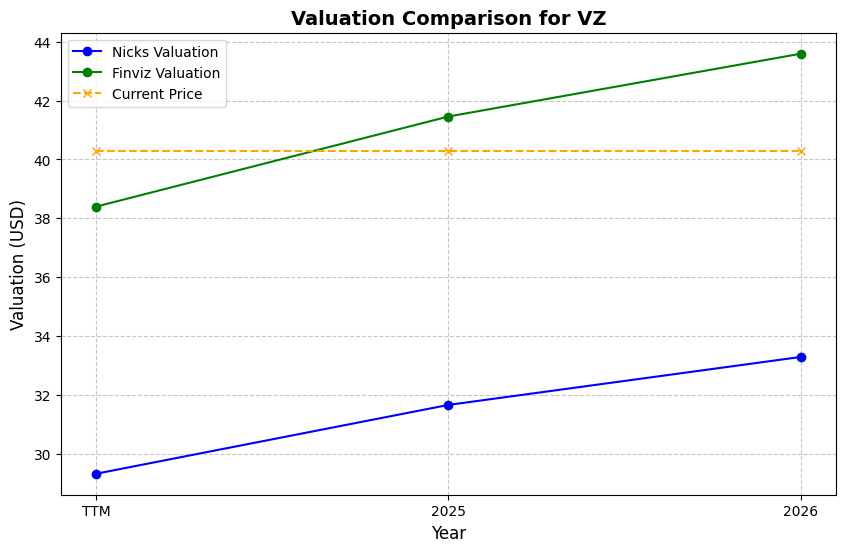 Valuation Comparison for VZ
Nicks Valuation
Finviz Valuation
Current Price
Valuation (USD)
44
42
40
38
36
34
32
30
TTM
2025
2026
Year